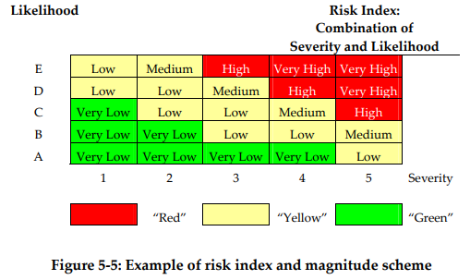 Likelihood Risk Index:
Combination of
Severity and Likelihood
E Low Medium High Very High Very High
D Low Low Medium High Very High
C Very Low Low Low Medium High
B Very Low Very Low Low Low Medium
A Very Low Very Low Very Low Very Low Low
1 2 3 4 5 Severity
“Red” “Yellow” “Green”
Figure 5-5: Example of risk index and magnitude scheme